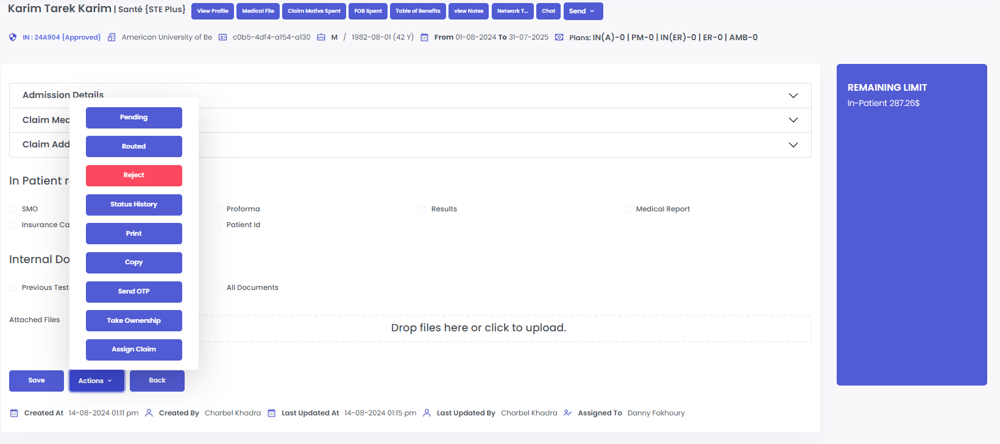 Karim Tarek Karim | Santé {STE Plus} View Profile Medical File Claim Motive Spent FOB Spent Table of Benefits view Notes Network T... Chat Send
IN : 24A904 {Approved} American University of Be c0b5-4df4-a154-a130 M / 1982-08-01 (42 Y) From 01-08-2024 To 31-07-2025 Plans: IN(A)-0 | PM-0 | IN(ER)-0 | ER-0 | AMB-0
Admission Details
Claim Med
Claim Add
Pending
Routed
Reject
Status History
Print
Copy
Send OTP
Take Ownership
Assign Claim
In Patient r
SMO Proforma Results Medical Report
Insurance Ca Patient Id
Internal Do
Previous Test All Documents
Attached Files Drop files here or click to upload.
Save Actions Back
Created At 14-08-2024 01:11 pm Created By Charbel Khadra Last Updated At 14-08-2024 01:15 pm Last Updated By Charbel Khadra Assigned To Danny Fakhoury
REMAINING LIMIT
In-Patient 287.26$